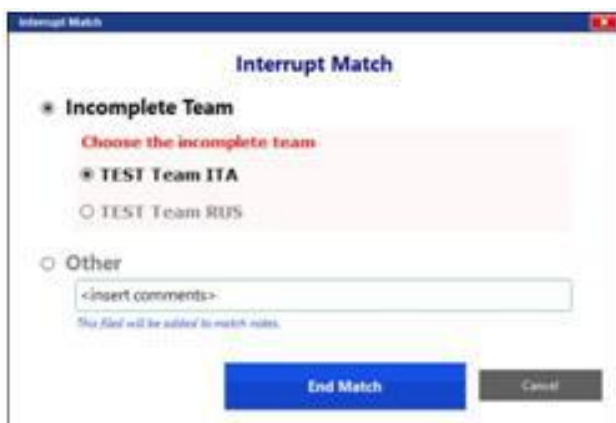 Interrupt Match
Interrupt Match
Incomplete Team
Choose the incomplete team
TEST Team ITA
TEST Team RUS
Other
<insert comments>
This filed will be added to match notes.
End Match
Cancel